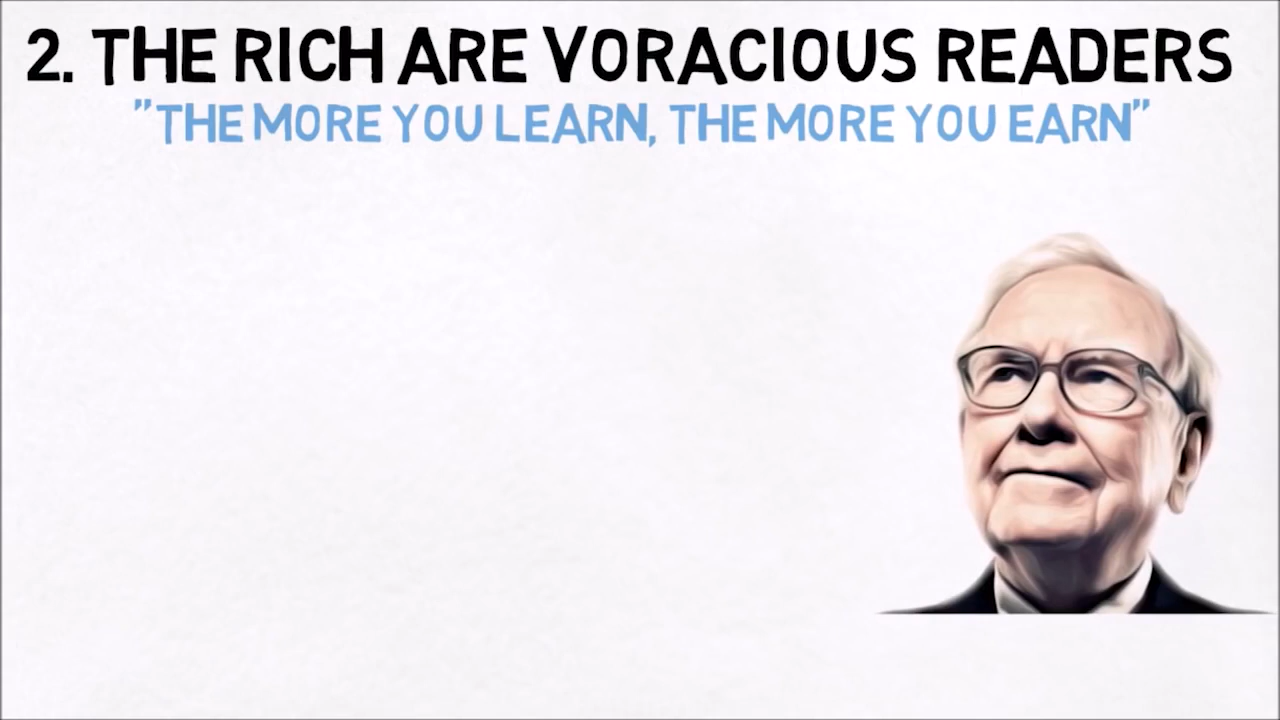 2. THE RICH ARE VORACIOUS READERS
"THE MORE YOU LEARN, THE MORE YOU EARN"